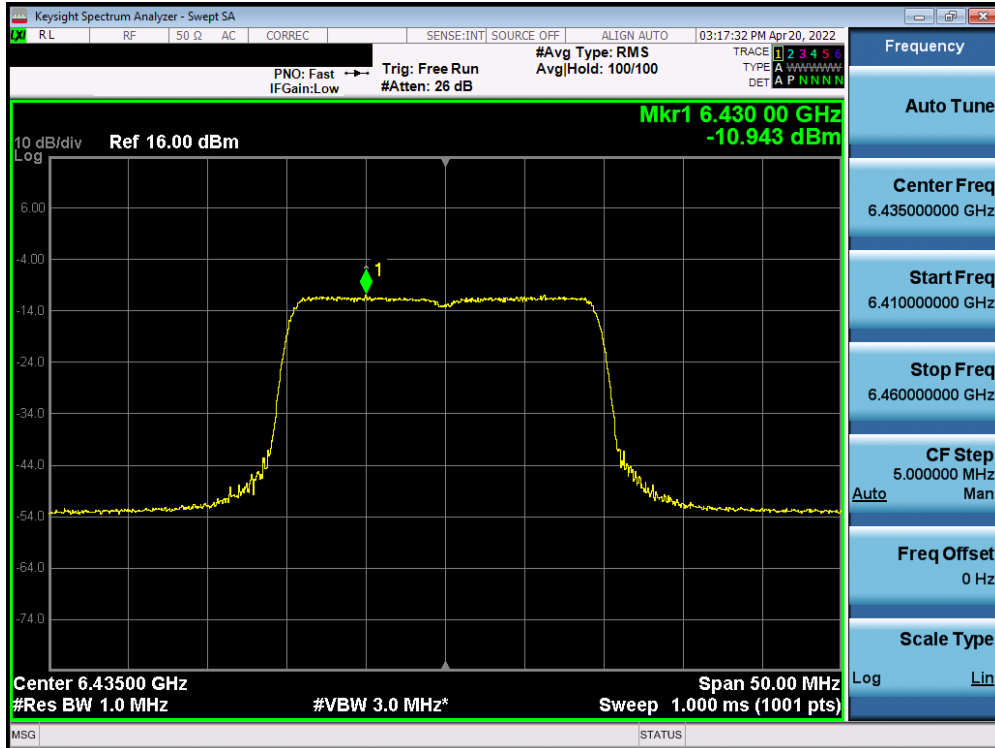 Keysight Spectrum Analyzer - Swept SA
LXI RL RF 50 Ω AC CORREC SENSE:INT SOURCE OFF ALIGN AUTO 03:17:32 PM Apr 20, 2022
#Avg Type: RMS TRACE 1 2 3 4 5 6
PNO: Fast Trig: Free Run Avg|Hold: 100/100 TYPE A WWWWW
IFGain:Low #Atten: 26 dB DET A P N N N N
Mkr1 6.430 00 GHz
10 dB/div Ref 16.00 dBm -10.943 dBm
Log
6.00
-4.00
1
-14.0
-24.0
-34.0
-44.0
-54.0
-64.0
-74.0
Center 6.43500 GHz Span 50.00 MHz
#Res BW 1.0 MHz #VBW 3.0 MHz* Sweep 1.000 ms (1001 pts)
MSG STATUS
Frequency
Auto Tune
Center Freq
6.435000000 GHz
Start Freq
6.410000000 GHz
Stop Freq
6.460000000 GHz
CF Step
5.000000 MHz
Auto Man
Freq Offset
0 Hz
Scale Type
Log Lin